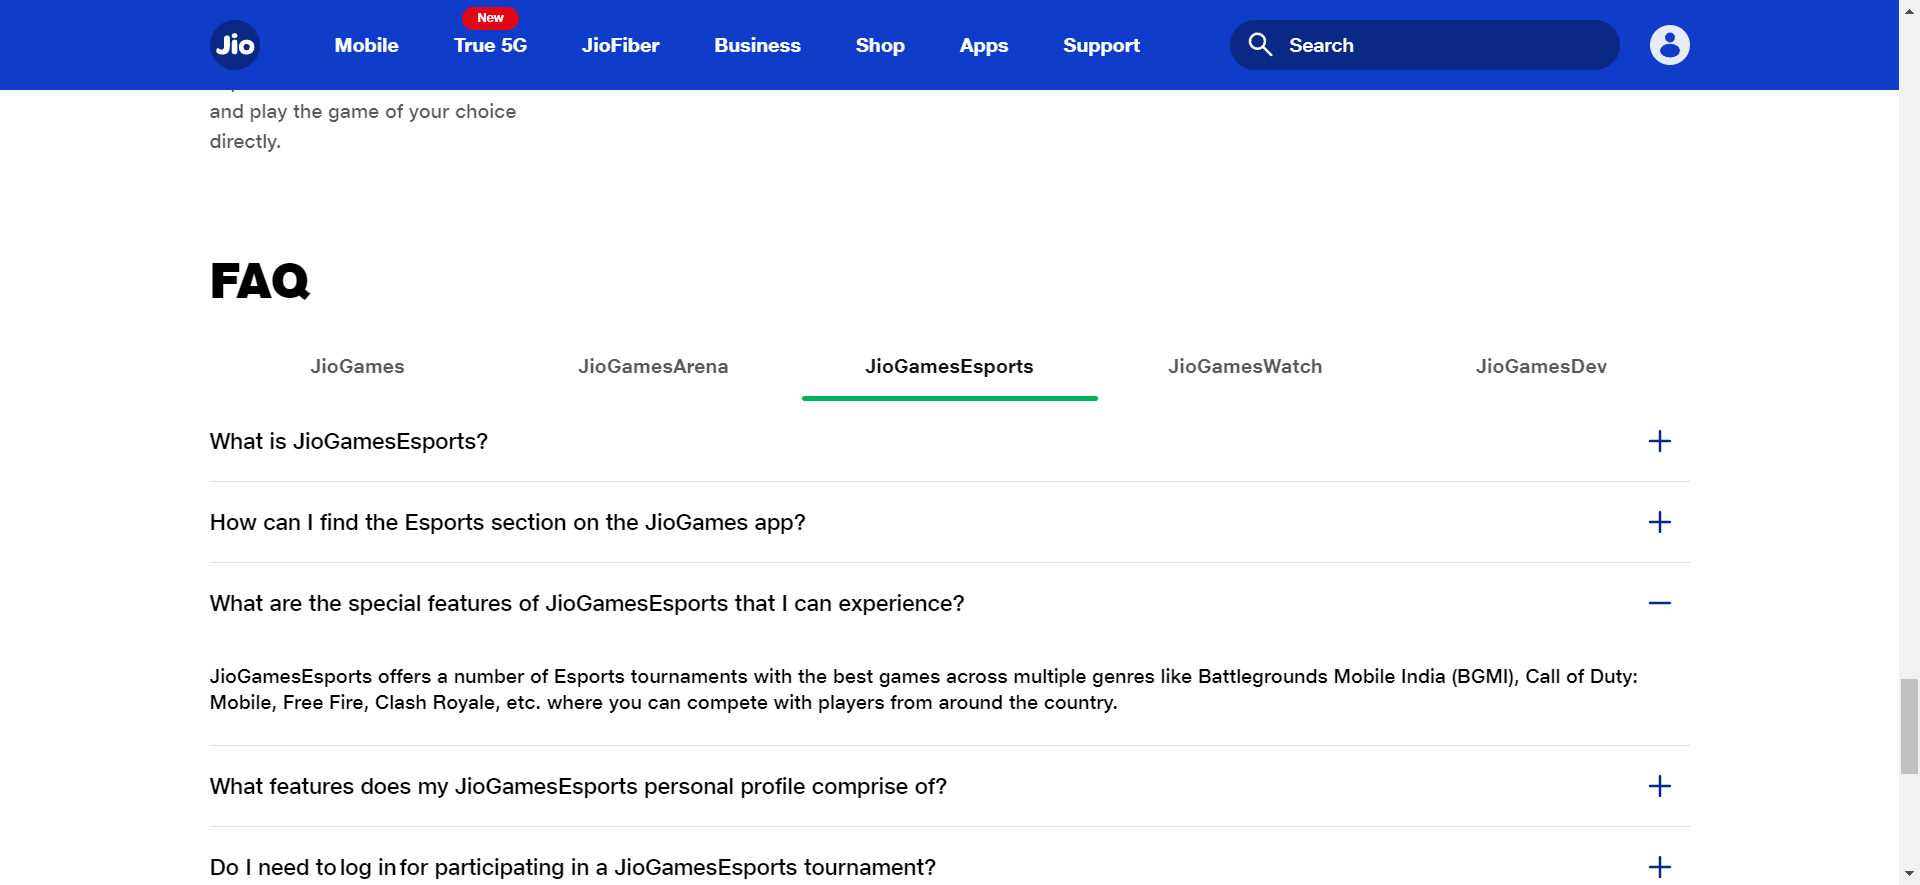 New
Jio
Mobile
True 5G
JioFiber
Business
Shop
Apps
Support
Search
and play the game of your choice
directly.
FAQ
JioGames
JioGamesArena
JioGamesEsports
JioGamesWatch
JioGamesDev
What is JioGamesEsports?
How can I find the Esports section on the JioGames app?
What are the special features of JioGamesEsports that I can experience?
JioGamesEsports offers a number of Esports tournaments with the best games across multiple genres like Battlegrounds Mobile India (BGMI), Call of Duty:
Mobile, Free Fire, Clash Royale, etc. where you can compete with players from around the country.
What features does my JioGamesEsports personal profile comprise of?
Do I need to log in for participating in a JioGamesEsports tournament?